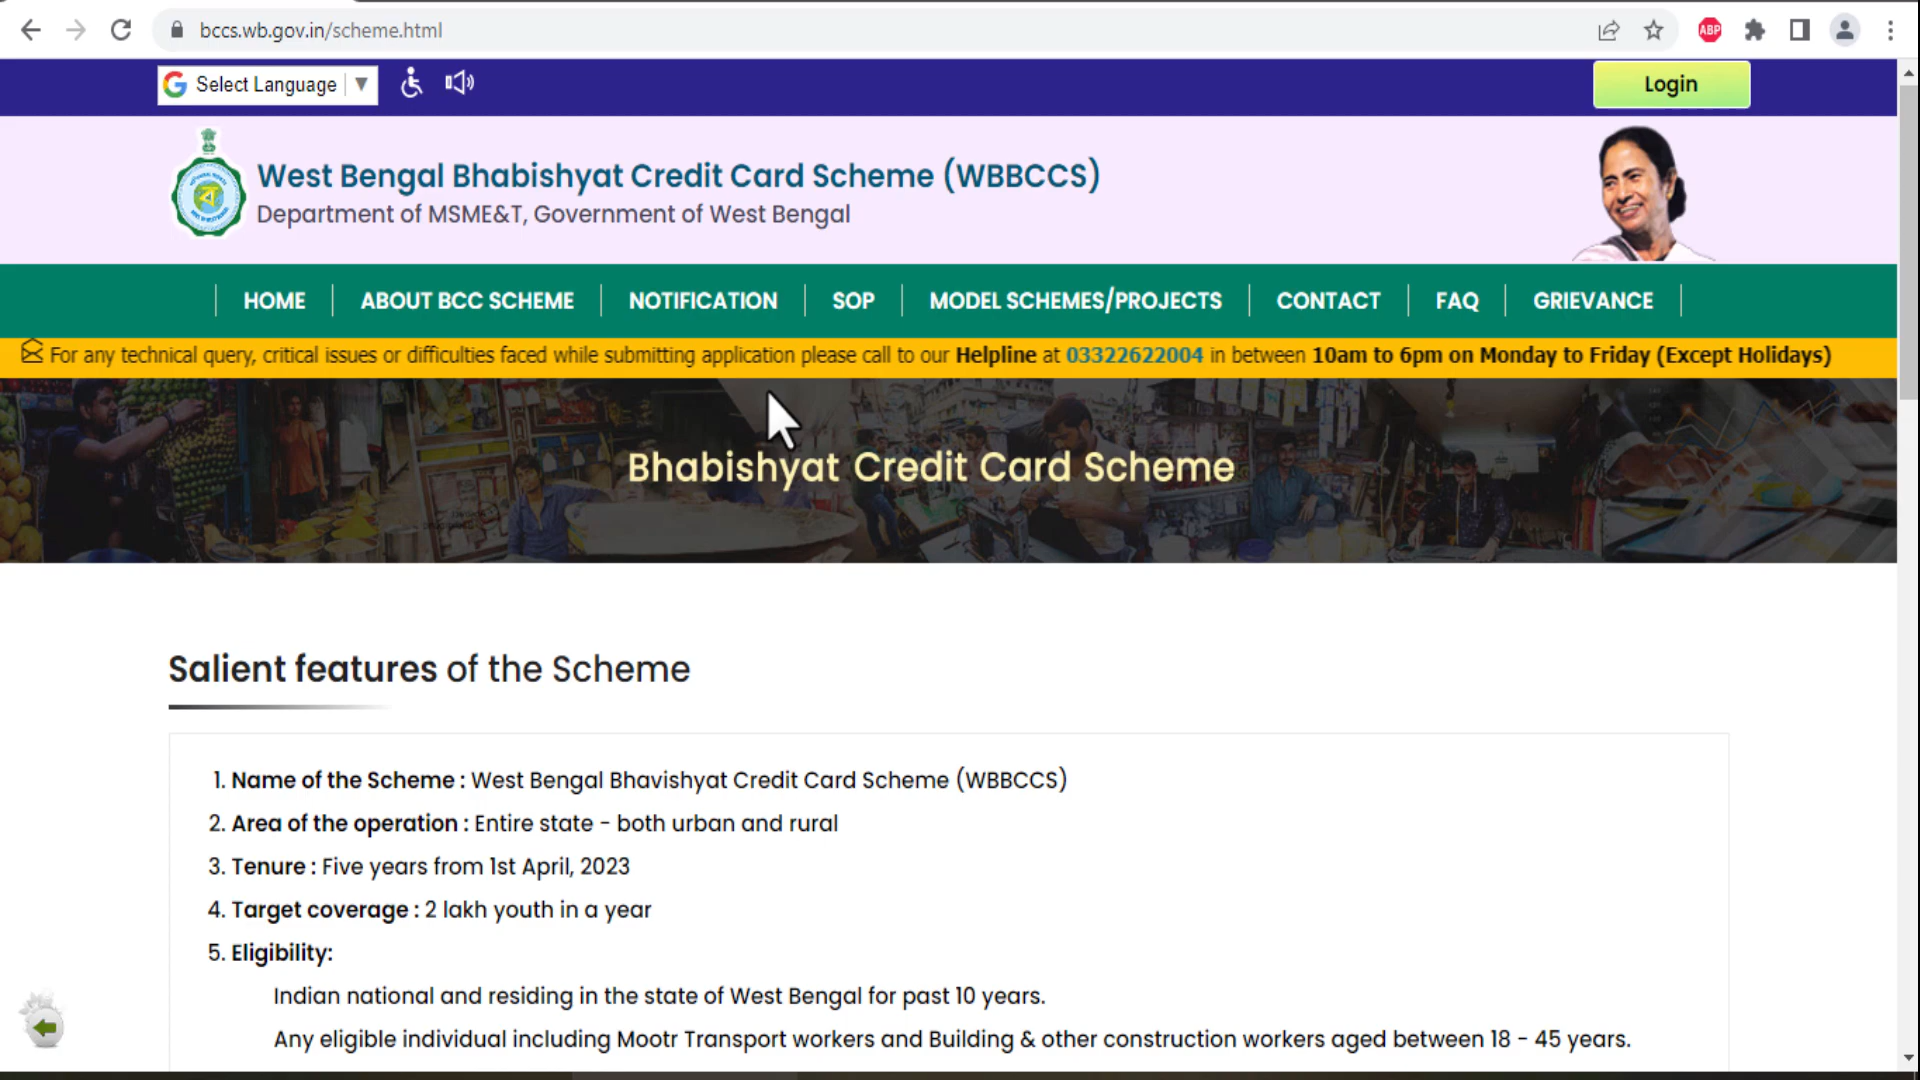 bccs.wb.gov.in/scheme.html
ABP
Select Language ▼
Login
West Bengal Bhabishyat Credit Card Scheme (WBBCCS)
Department of MSME&T, Government of West Bengal
HOME
ABOUT BCC SCHEME
NOTIFICATION
SOP
MODEL SCHEMES/PROJECTS
CONTACT
FAQ
GRIEVANCE
For any technical query, critical issues or difficulties faced while submitting application please call to our Helpline at 03322622004 in between 10am to 6pm on Monday to Friday (Except Holidays)
Bhabishyat Credit Card Scheme
Salient features of the Scheme
1. Name of the Scheme : West Bengal Bhavishyat Credit Card Scheme (WBBCCS)
2. Area of the operation : Entire state - both urban and rural
3. Tenure : Five years from 1st April, 2023
4. Target coverage : 2 lakh youth in a year
5. Eligibility:
Indian national and residing in the state of West Bengal for past 10 years.
Any eligible individual including Mootr Transport workers and Building & other construction workers aged between 18 - 45 years.